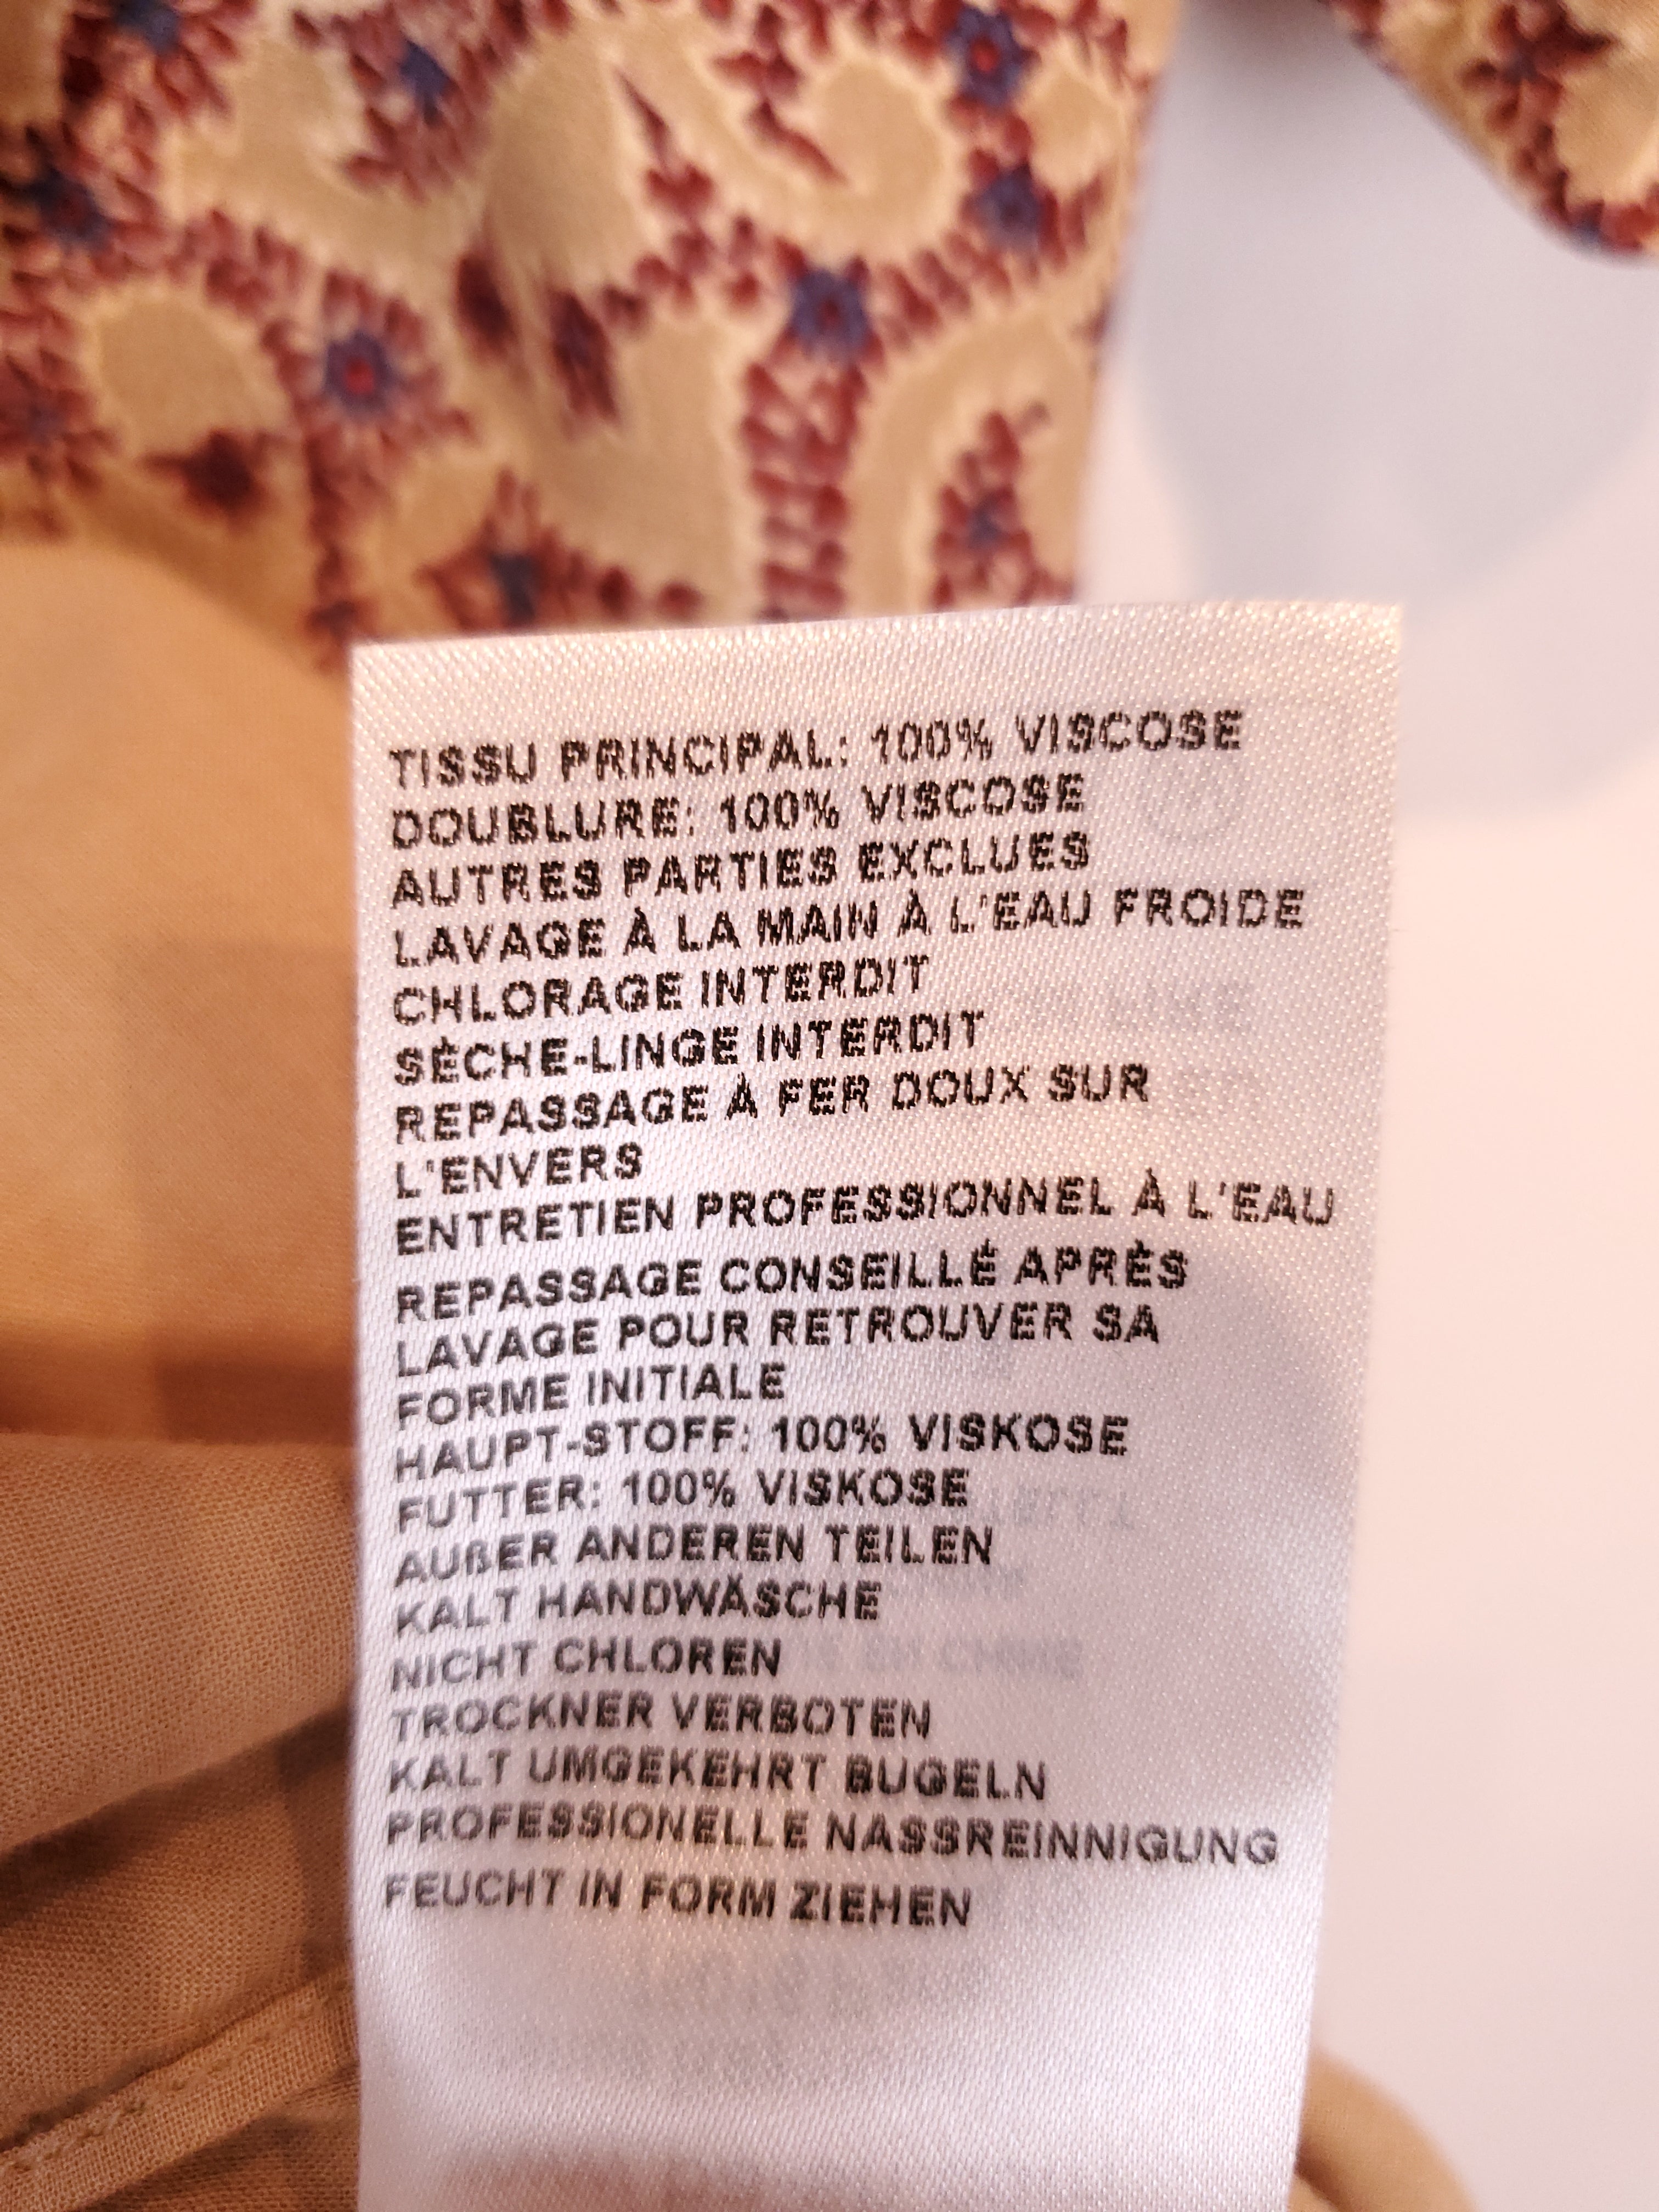 TISSU PRINCIPAL: 100% VISCOSE
DOUBLURE: 100% VISCOSE
AUTRES PARTIES EXCLUES
LAVAGE À LA MAIN À L'EAU FROIDE
CHLORAGE INTERDIT
SÈCHE-LINGE INTERDIT
REPASSAGE À FER DOUX SUR
L'ENVERS
ENTRETIEN PROFESSIONNEL À L'EAU
REPASSAGE CONSEILLÉ APRÈS
LAVAGE POUR RETROUVER SA
FORME INITIALE
HAUPT-STOFF: 100% VISKOSE
FUTTER: 100% VISKOSE
AUßER ANDEREN TEILEN
KALT HANDWÄSCHE
NICHT CHLOREN
TROCKNER VERBOTEN
KALT UMGEKEHRT BUGELN
PROFESSIONELLE NASSREINNIGUNG
FEUCHT IN FORM ZIEHEN